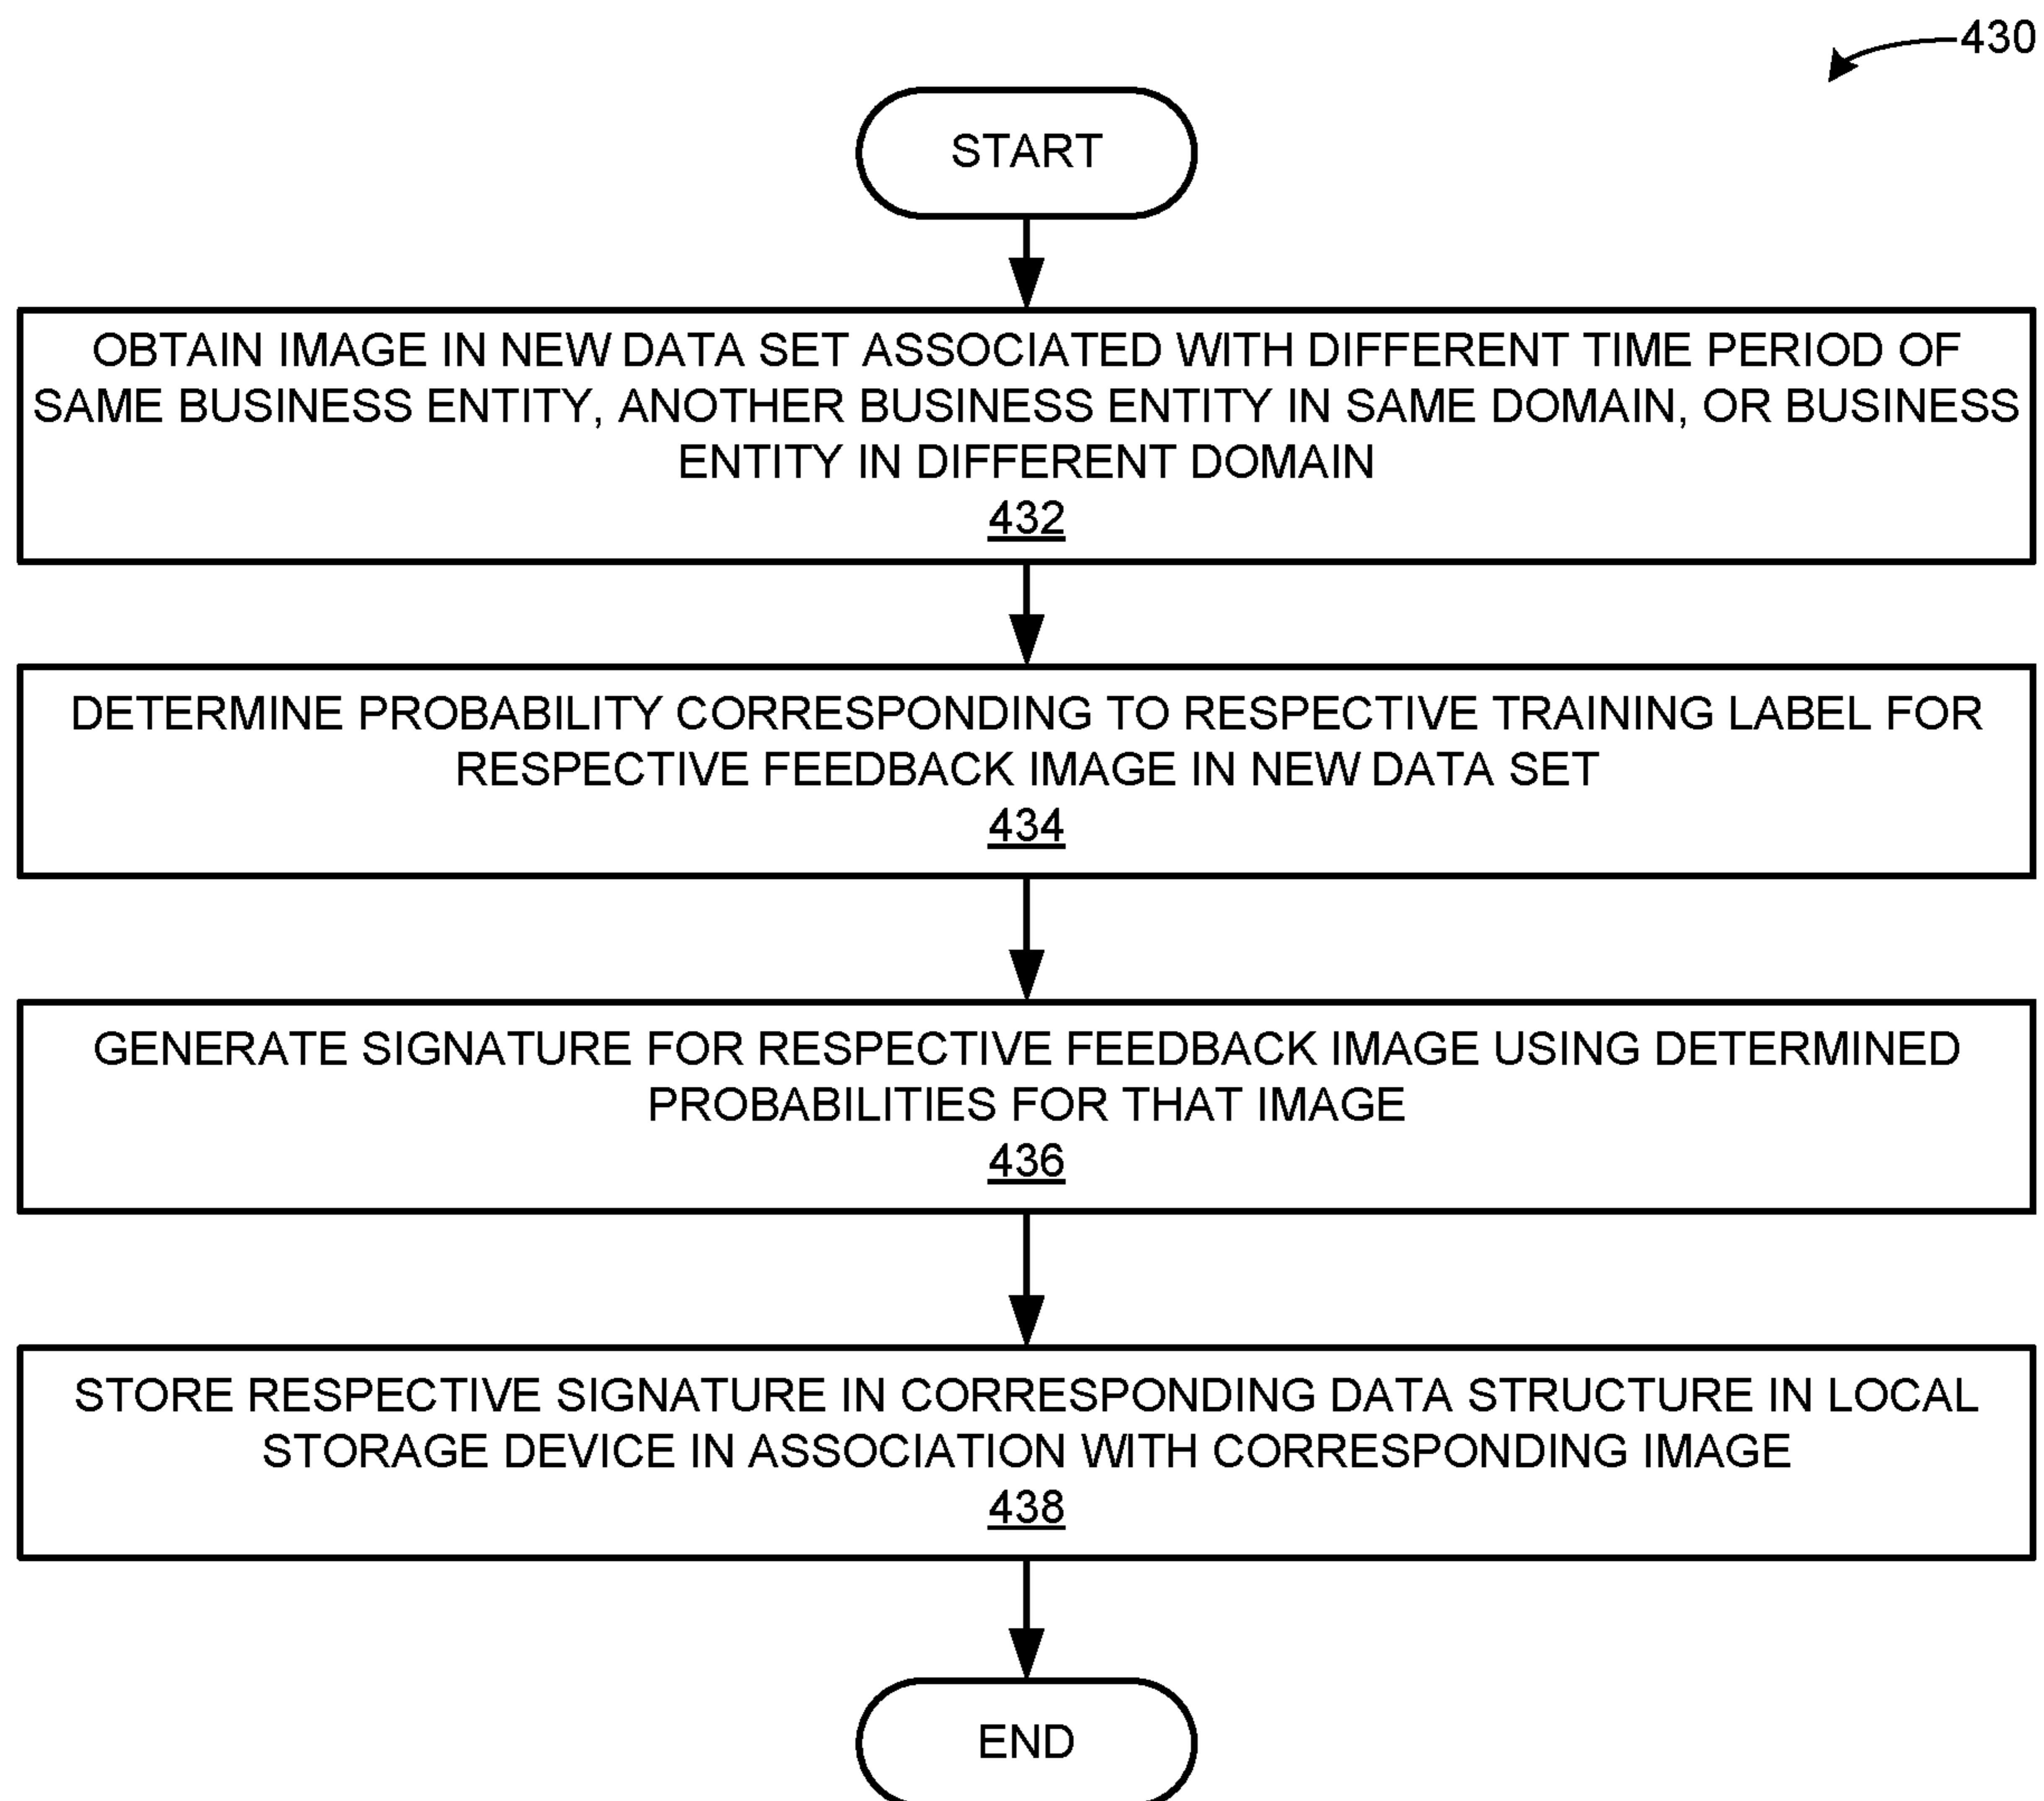 430
START
OBTAIN IMAGE IN NEW DATA SET ASSOCIATED WITH DIFFERENT TIME PERIOD OF
SAME BUSINESS ENTITY, ANOTHER BUSINESS ENTITY IN SAME DOMAIN, OR BUSINESS
ENTITY IN DIFFERENT DOMAIN
432
DETERMINE PROBABILITY CORRESPONDING TO RESPECTIVE TRAINING LABEL FOR
RESPECTIVE FEEDBACK IMAGE IN NEW DATA SET
434
GENERATE SIGNATURE FOR RESPECTIVE FEEDBACK IMAGE USING DETERMINED
PROBABILITIES FOR THAT IMAGE
436
STORE RESPECTIVE SIGNATURE IN CORRESPONDING DATA STRUCTURE IN LOCAL
STORAGE DEVICE IN ASSOCIATION WITH CORRESPONDING IMAGE
438
END